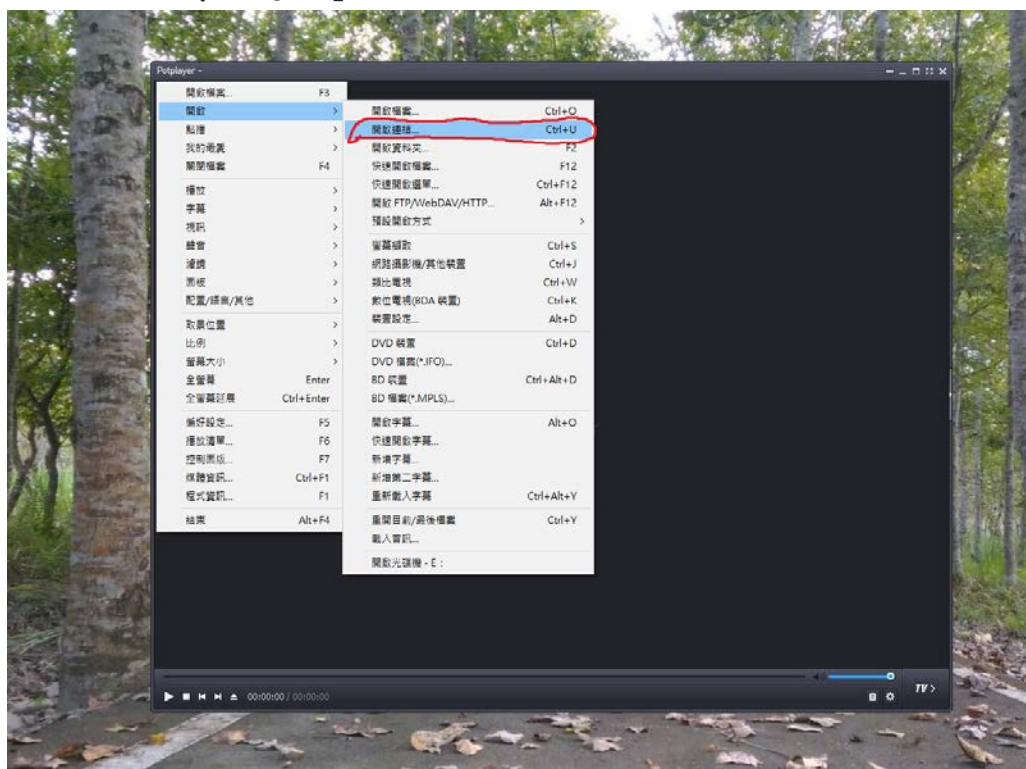 Potplayer -
開啟檔案... F3
開啟 >
點播 >
我的最愛 >
關閉檔案 F4
播放 >
字幕 >
視訊 >
聲音 >
濾鏡 >
面板 >
配置/語言/其他 >
取景位置 >
比例 >
螢幕大小 >
全螢幕 Enter
全螢幕延展 Ctrl+Enter
偏好設定... F5
播放清單... F6
控制面版... F7
媒體資訊... Ctrl+F1
程式資訊... F1
結束 Alt+F4
開啟檔案... Ctrl+O
開啟連結... Ctrl+U
開啟資料夾... F2
快速開啟檔案... F12
快速開啟選單... Ctrl+F12
開啟 FTP/WebDAV/HTTP... Alt+F12
預設開啟方式 >
螢幕擷取 Ctrl+S
網路攝影機/其他裝置 Ctrl+J
類比電視 Ctrl+W
數位電視(BDA 裝置) Ctrl+K
裝置設定... Alt+D
DVD 裝置 Ctrl+D
DVD 檔案(*.IFO)...
BD 裝置 Ctrl+Alt+D
BD 檔案(*.MPLS)...
開啟字幕... Alt+O
快速開啟字幕...
新增字幕...
新增第二字幕...
重新載入字幕 Ctrl+Alt+Y
重開目前/最後檔案 Ctrl+Y
載入資訊...
開啟光碟機 - E :
00:00:00 / 00:00:00
TV >